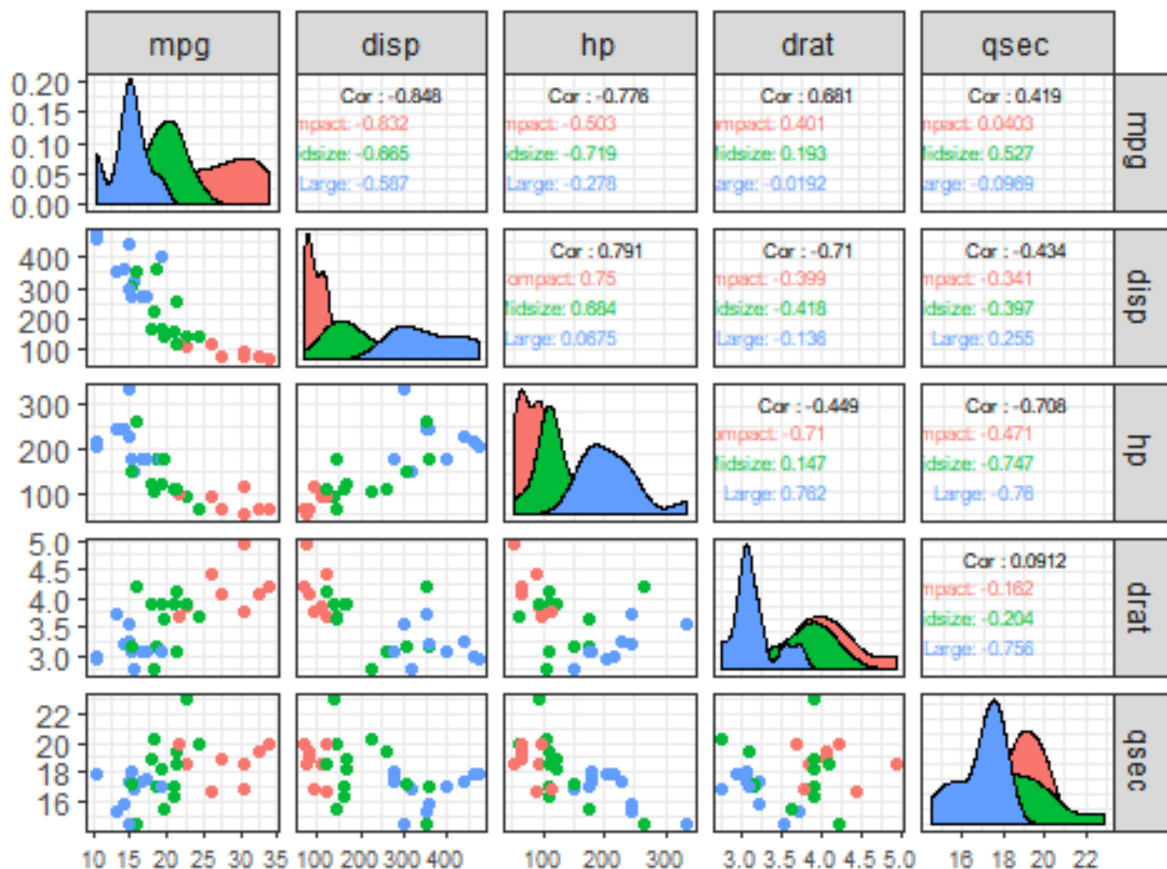 mpg disp hp drat qsec
0.20
0.15
0.10
0.05
0.00
Cor : -0.848
mpact: -0.832
idsize: -0.665
Large: -0.587
Cor : -0.776
mpact: -0.503
idsize: -0.719
Large: -0.278
Cor : 0.681
mpact: 0.401
Midsize: 0.193
arge: -0.0192
Cor : 0.419
mpact: 0.0403
idsize: 0.527
arge: -0.0969
mpg
400
300
200
100
Cor : 0.791
ompact: 0.75
idsize: 0.684
Large: 0.0675
Cor : -0.71
mpact: -0.399
idsize: -0.418
Large: -0.136
Cor : -0.434
mpact: -0.341
idsize: -0.397
Large: 0.255
disp
300
200
100
Cor : -0.449
ompact: -0.71
Midsize: 0.147
Large: 0.762
Cor : -0.708
mpact: -0.471
idsize: -0.747
Large: -0.76
hp
5.0
4.5
4.0
3.5
3.0
Cor : 0.0912
mpact: -0.162
idsize: -0.204
Large: -0.756
drat
22
20
18
16
qsec
10 15 20 25 30 35
100 200 300 400
100 200 300
3.0 3.5 4.0 4.5 5.0
16 18 20 22